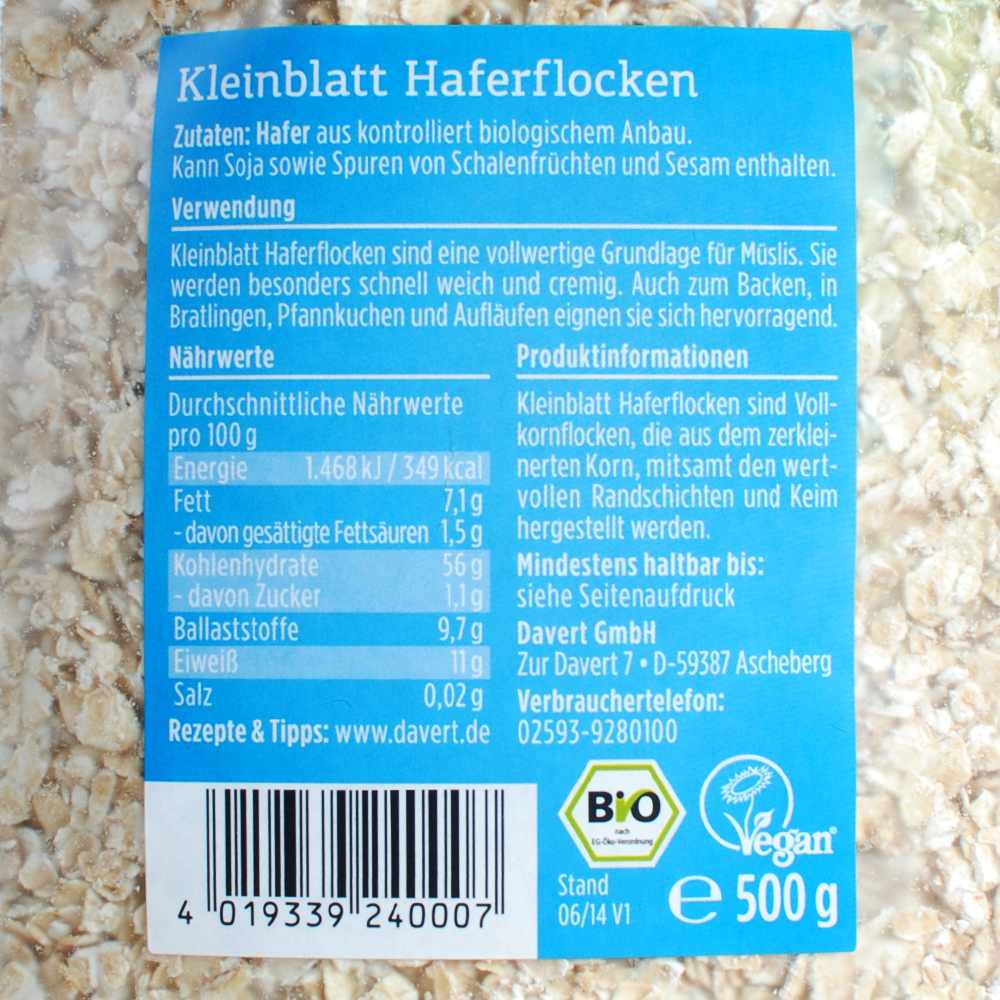 Kleinblatt Haferflocken
Zutaten: Hafer aus kontrolliert biologischem Anbau.
Kann Soja sowie Spuren von Schalenfrüchten und Sesam enthalten.
Verwendung
Kleinblatt Haferflocken sind eine vollwertige Grundlage für Müslis. Sie
werden besonders schnell weich und cremig. Auch zum Backen, in
Bratlingen, Pfannkuchen und Aufläufen eignen sie sich hervorragend.
Nährwerte
Durchschnittliche Nährwerte
pro 100 g
Energie 1.468 kJ / 349 kcal
Fett 7,1 g
- davon gesättigte Fettsäuren 1,5 g
Kohlenhydrate 56 g
- davon Zucker 1,1 g
Ballaststoffe 9,7 g
Eiweiß 11 g
Salz 0,02 g
Rezepte & Tipps: www.davert.de
Produktinformationen
Kleinblatt Haferflocken sind Voll-
kornflocken, die aus dem zerklei-
nerten Korn, mitsamt den wert-
vollen Randschichten und Keim
hergestellt werden.
Mindestens haltbar bis:
siehe Seitenaufdruck
Davert GmbH
Zur Davert 7 • D-59387 Ascheberg
Verbrauchertelefon:
02593-9280100
4 019339 240007
BiO
nach
EG-Öko-Verordnung
Vegan
Stand
06/14 V1
℮ 500 g